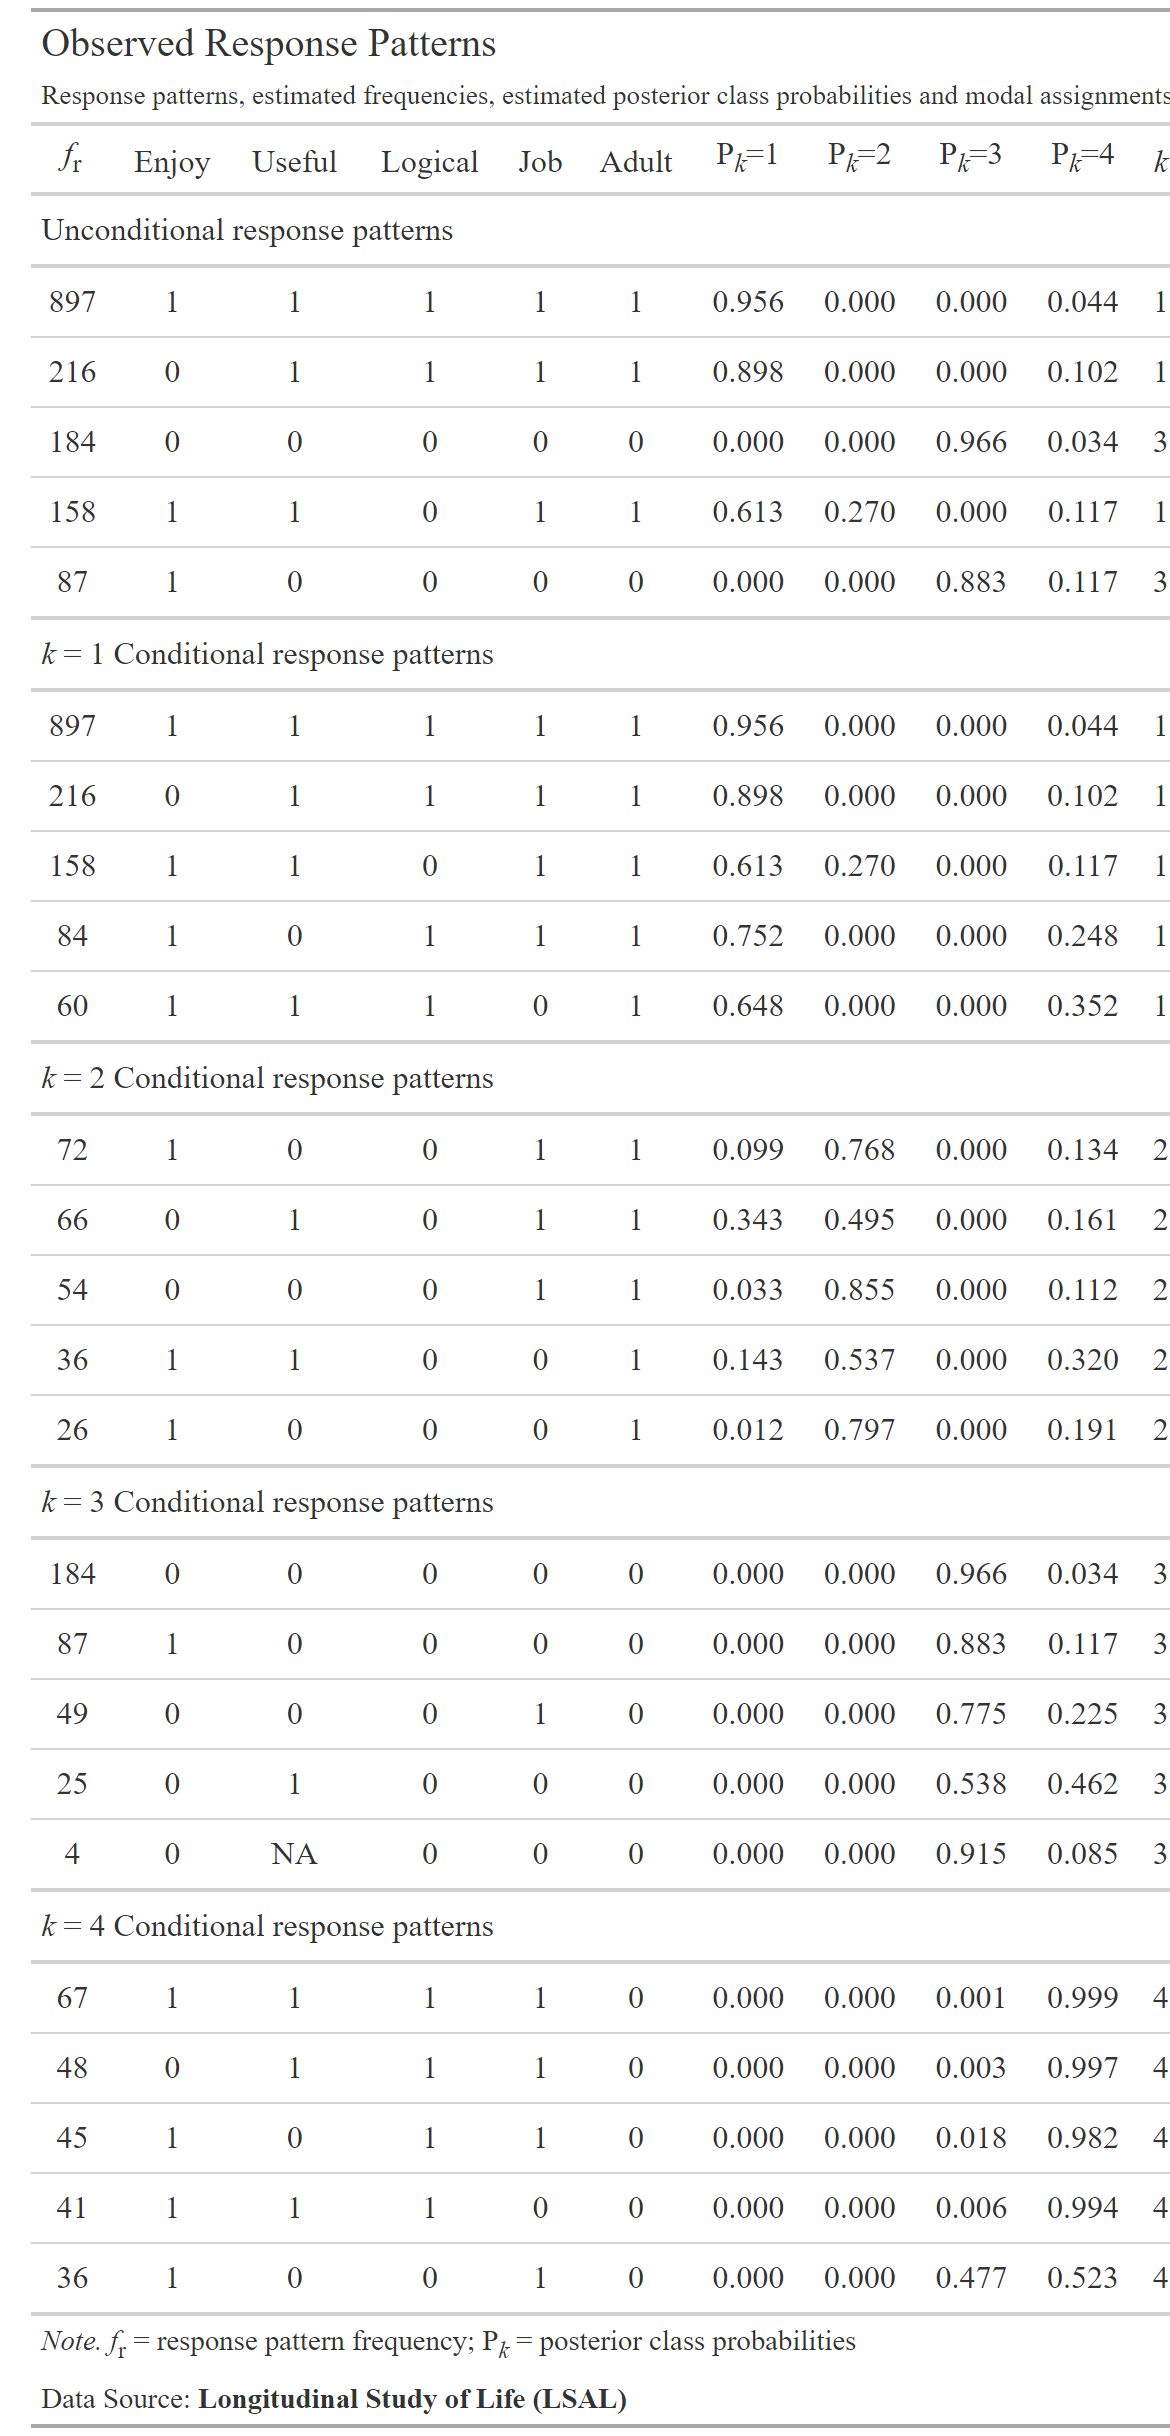 Observed Response Patterns
Response patterns, estimated frequencies, estimated posterior class probabilities and modal assignments
fr Enjoy Useful Logical Job Adult Pk=1 Pk=2 Pk=3 Pk=4 k
Unconditional response patterns
897 1 1 1 1 1 0.956 0.000 0.000 0.044 1
216 0 1 1 1 1 0.898 0.000 0.000 0.102 1
184 0 0 0 0 0 0.000 0.000 0.966 0.034 3
158 1 1 0 1 1 0.613 0.270 0.000 0.117 1
87 1 0 0 0 0 0.000 0.000 0.883 0.117 3
k = 1 Conditional response patterns
897 1 1 1 1 1 0.956 0.000 0.000 0.044 1
216 0 1 1 1 1 0.898 0.000 0.000 0.102 1
158 1 1 0 1 1 0.613 0.270 0.000 0.117 1
84 1 0 1 1 1 0.752 0.000 0.000 0.248 1
60 1 1 1 0 1 0.648 0.000 0.000 0.352 1
k = 2 Conditional response patterns
72 1 0 0 1 1 0.099 0.768 0.000 0.134 2
66 0 1 0 1 1 0.343 0.495 0.000 0.161 2
54 0 0 0 1 1 0.033 0.855 0.000 0.112 2
36 1 1 0 0 1 0.143 0.537 0.000 0.320 2
26 1 0 0 0 1 0.012 0.797 0.000 0.191 2
k = 3 Conditional response patterns
184 0 0 0 0 0 0.000 0.000 0.966 0.034 3
87 1 0 0 0 0 0.000 0.000 0.883 0.117 3
49 0 0 0 1 0 0.000 0.000 0.775 0.225 3
25 0 1 0 0 0 0.000 0.000 0.538 0.462 3
4 0 NA 0 0 0 0.000 0.000 0.915 0.085 3
k = 4 Conditional response patterns
67 1 1 1 1 0 0.000 0.000 0.001 0.999 4
48 0 1 1 1 0 0.000 0.000 0.003 0.997 4
45 1 0 1 1 0 0.000 0.000 0.018 0.982 4
41 1 1 1 0 0 0.000 0.000 0.006 0.994 4
36 1 0 0 1 0 0.000 0.000 0.477 0.523 4
Note. fr = response pattern frequency; Pk = posterior class probabilities
Data Source: Longitudinal Study of Life (LSAL)